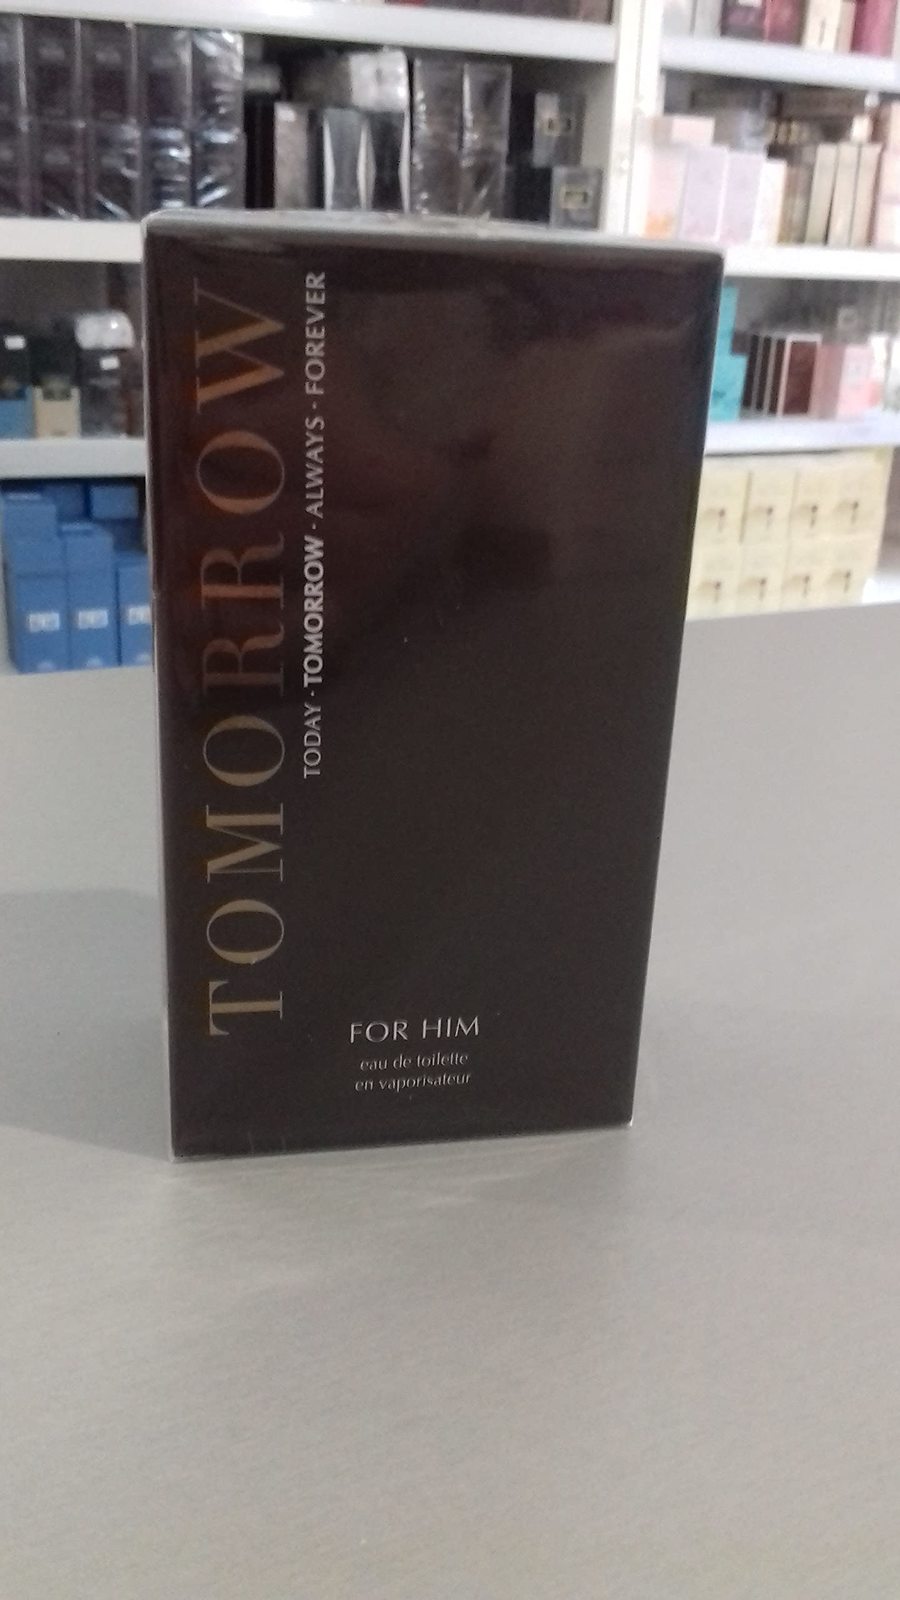 TOMORROW
TODAY · TOMORROW · ALWAYS · FOREVER
FOR HIM
eau de toilette
en vaporisateur